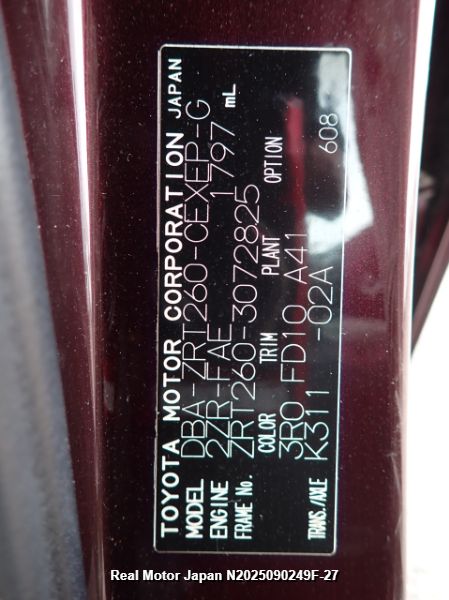 TOYOTA MOTOR CORPORATION JAPAN
MODEL DBA-ZRT260-CEXEP-G
ENGINE 2ZR-FAE 1797 mL
FRAME No. ZRT260-3072825
COLOR TRIM PLANT OPTION
3R0 FD10 A41
TRANS./AXLE K311 -02A 608
Real Motor Japan N2025090249F-27